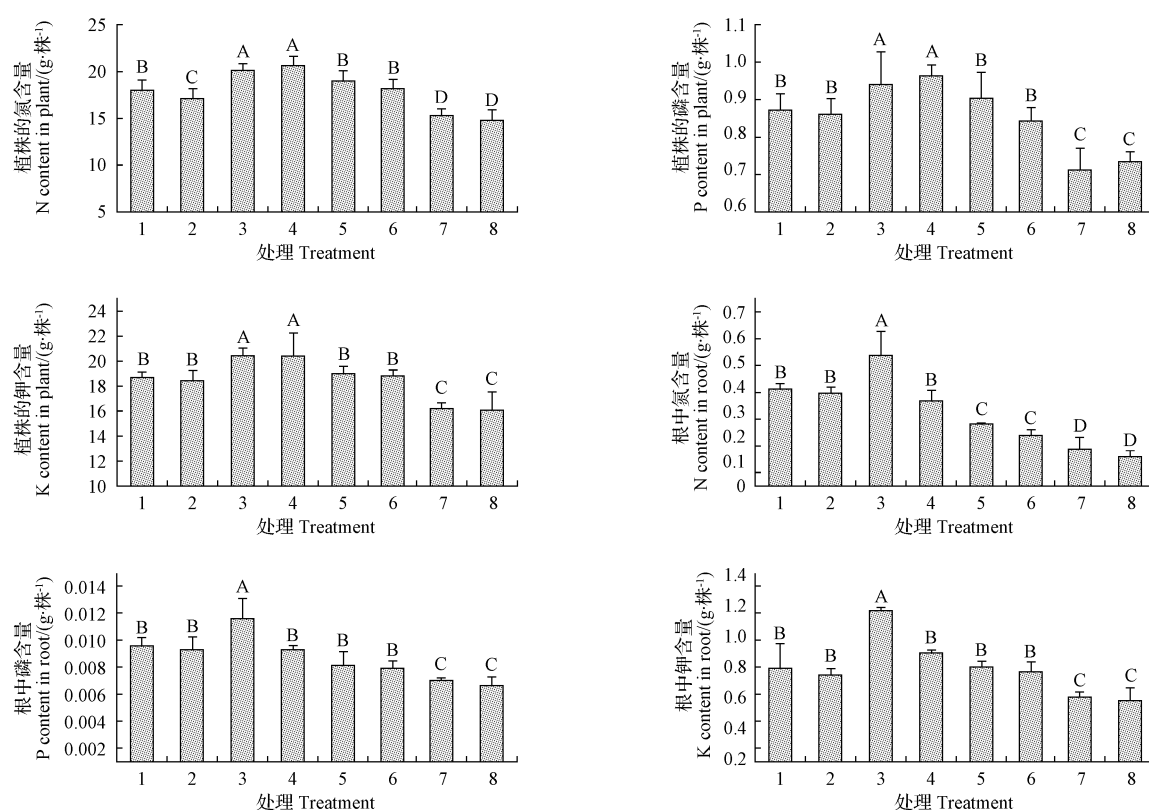 植株的氮含量
N content in plant/(g·株⁻¹)
25
20
15
10
5
B
C
A
A
B
B
D
D
1 2 3 4 5 6 7 8
处理 Treatment
植株的磷含量
P content in plant/(g·株⁻¹)
1.1
1.0
0.9
0.8
0.7
0.6
B
B
A
A
B
B
C
C
1 2 3 4 5 6 7 8
处理 Treatment
植株的钾含量
K content in plant/(g·株⁻¹)
24
22
20
18
16
14
12
10
B
B
A
A
B
B
C
C
1 2 3 4 5 6 7 8
处理 Treatment
根中氮含量
N content in root/(g·株⁻¹)
0.7
0.6
0.5
0.4
0.3
0.2
0.1
0
B
B
A
B
C
C
D
D
1 2 3 4 5 6 7 8
处理 Treatment
根中磷含量
P content in root/(g·株⁻¹)
0.014
0.012
0.010
0.008
0.006
0.004
0.002
B
B
A
B
B
B
C
C
1 2 3 4 5 6 7 8
处理 Treatment
根中钾含量
K content in root/(g·株⁻¹)
1.4
1.2
1.0
0.8
0.6
0.4
0.2
B
B
A
B
B
B
C
C
1 2 3 4 5 6 7 8
处理 Treatment